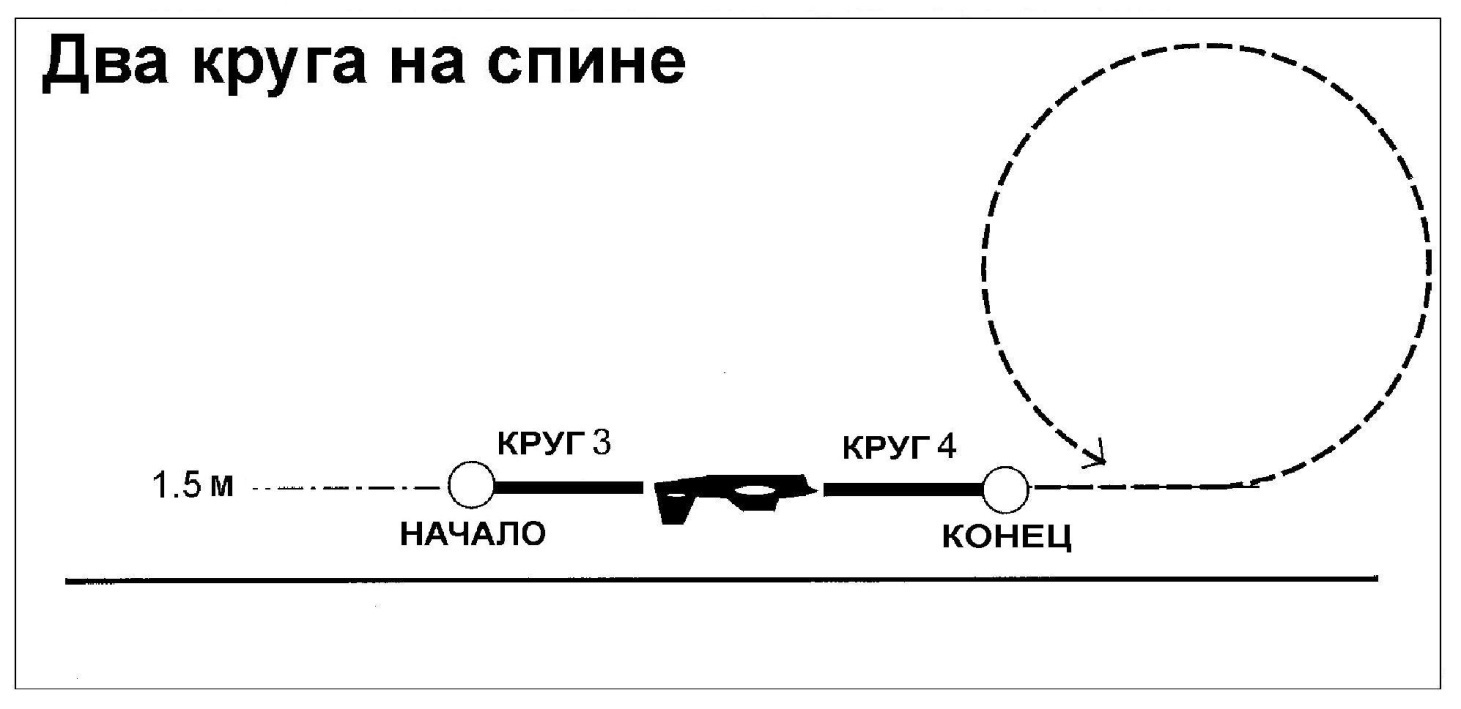 Два круга на спине
КРУГ 3
КРУГ 4
1.5 м
НАЧАЛО
КОНЕЦ